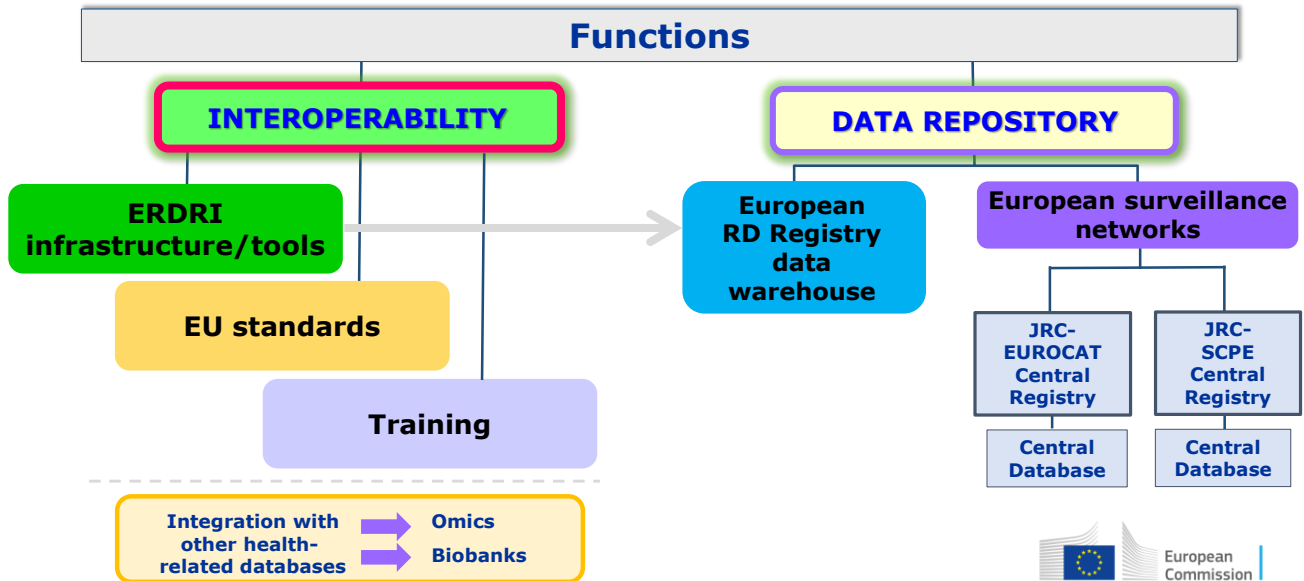 Functions
INTEROPERABILITY
DATA REPOSITORY
ERDRI
infrastructure/tools
EU standards
Training
European
RD Registry
data
warehouse
European surveillance
networks
JRC-
EUROCAT
Central
Registry
JRC-
SCPE
Central
Registry
Central
Database
Central
Database
Integration with
other health-
related databases
Omics
Biobanks
European
Commission